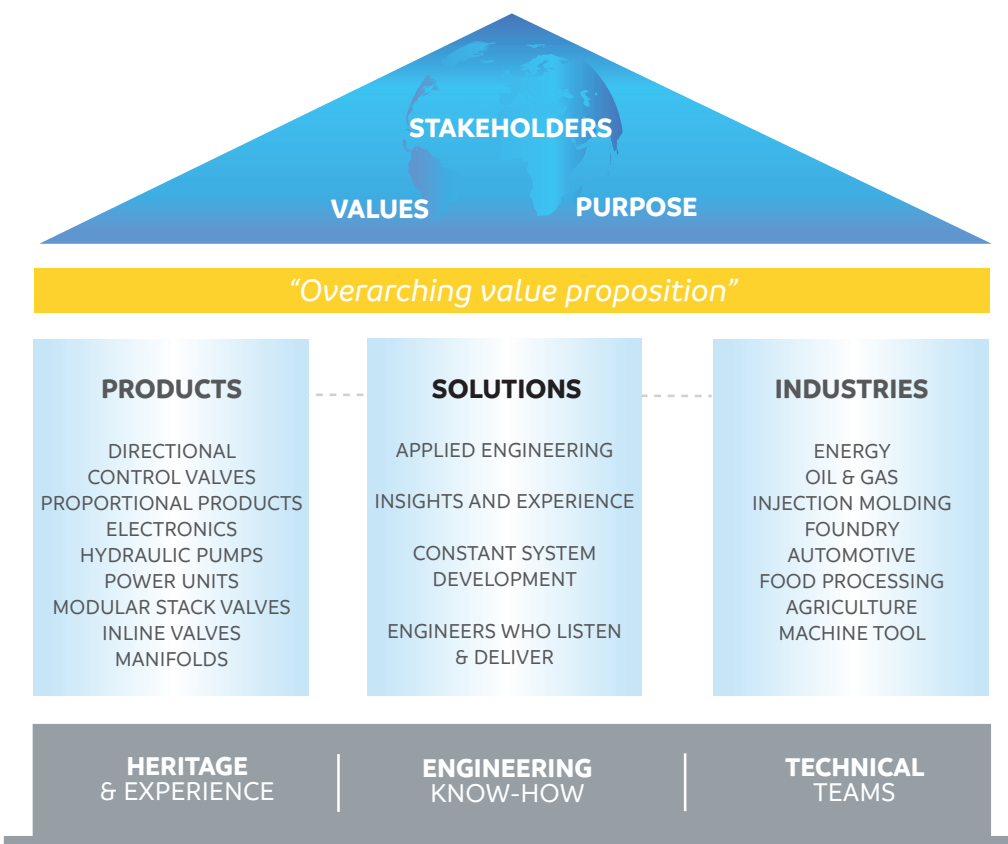 STAKEHOLDERS
VALUES
PURPOSE
“Overarching value proposition”
PRODUCTS
DIRECTIONAL
CONTROL VALVES
PROPORTIONAL PRODUCTS
ELECTRONICS
HYDRAULIC PUMPS
POWER UNITS
MODULAR STACK VALVES
INLINE VALVES
MANIFOLDS
SOLUTIONS
APPLIED ENGINEERING
INSIGHTS AND EXPERIENCE
CONSTANT SYSTEM
DEVELOPMENT
ENGINEERS WHO LISTEN
& DELIVER
INDUSTRIES
ENERGY
OIL & GAS
INJECTION MOLDING
FOUNDRY
AUTOMOTIVE
FOOD PROCESSING
AGRICULTURE
MACHINE TOOL
HERITAGE
& EXPERIENCE
ENGINEERING
KNOW-HOW
TECHNICAL
TEAMS